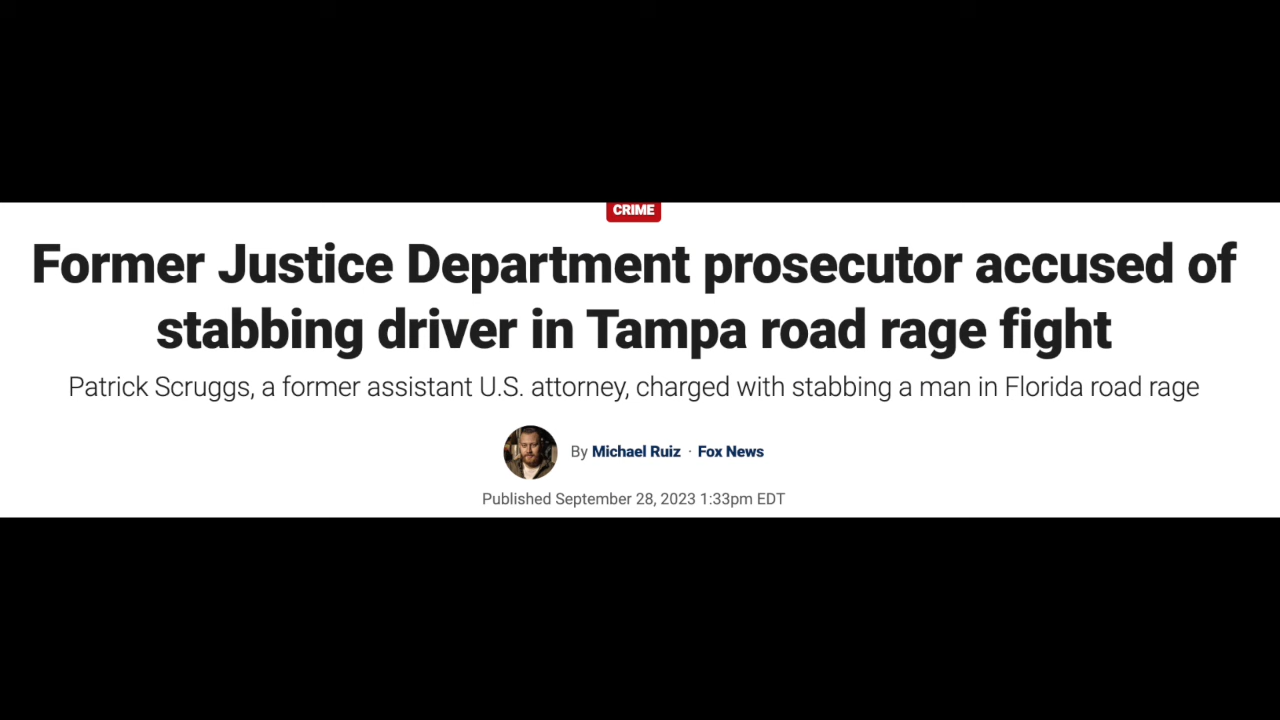 CRIME
Former Justice Department prosecutor accused of
stabbing driver in Tampa road rage fight
Patrick Scruggs, a former assistant U.S. attorney, charged with stabbing a man in Florida road rage
By Michael Ruiz · Fox News
Published September 28, 2023 1:33pm EDT